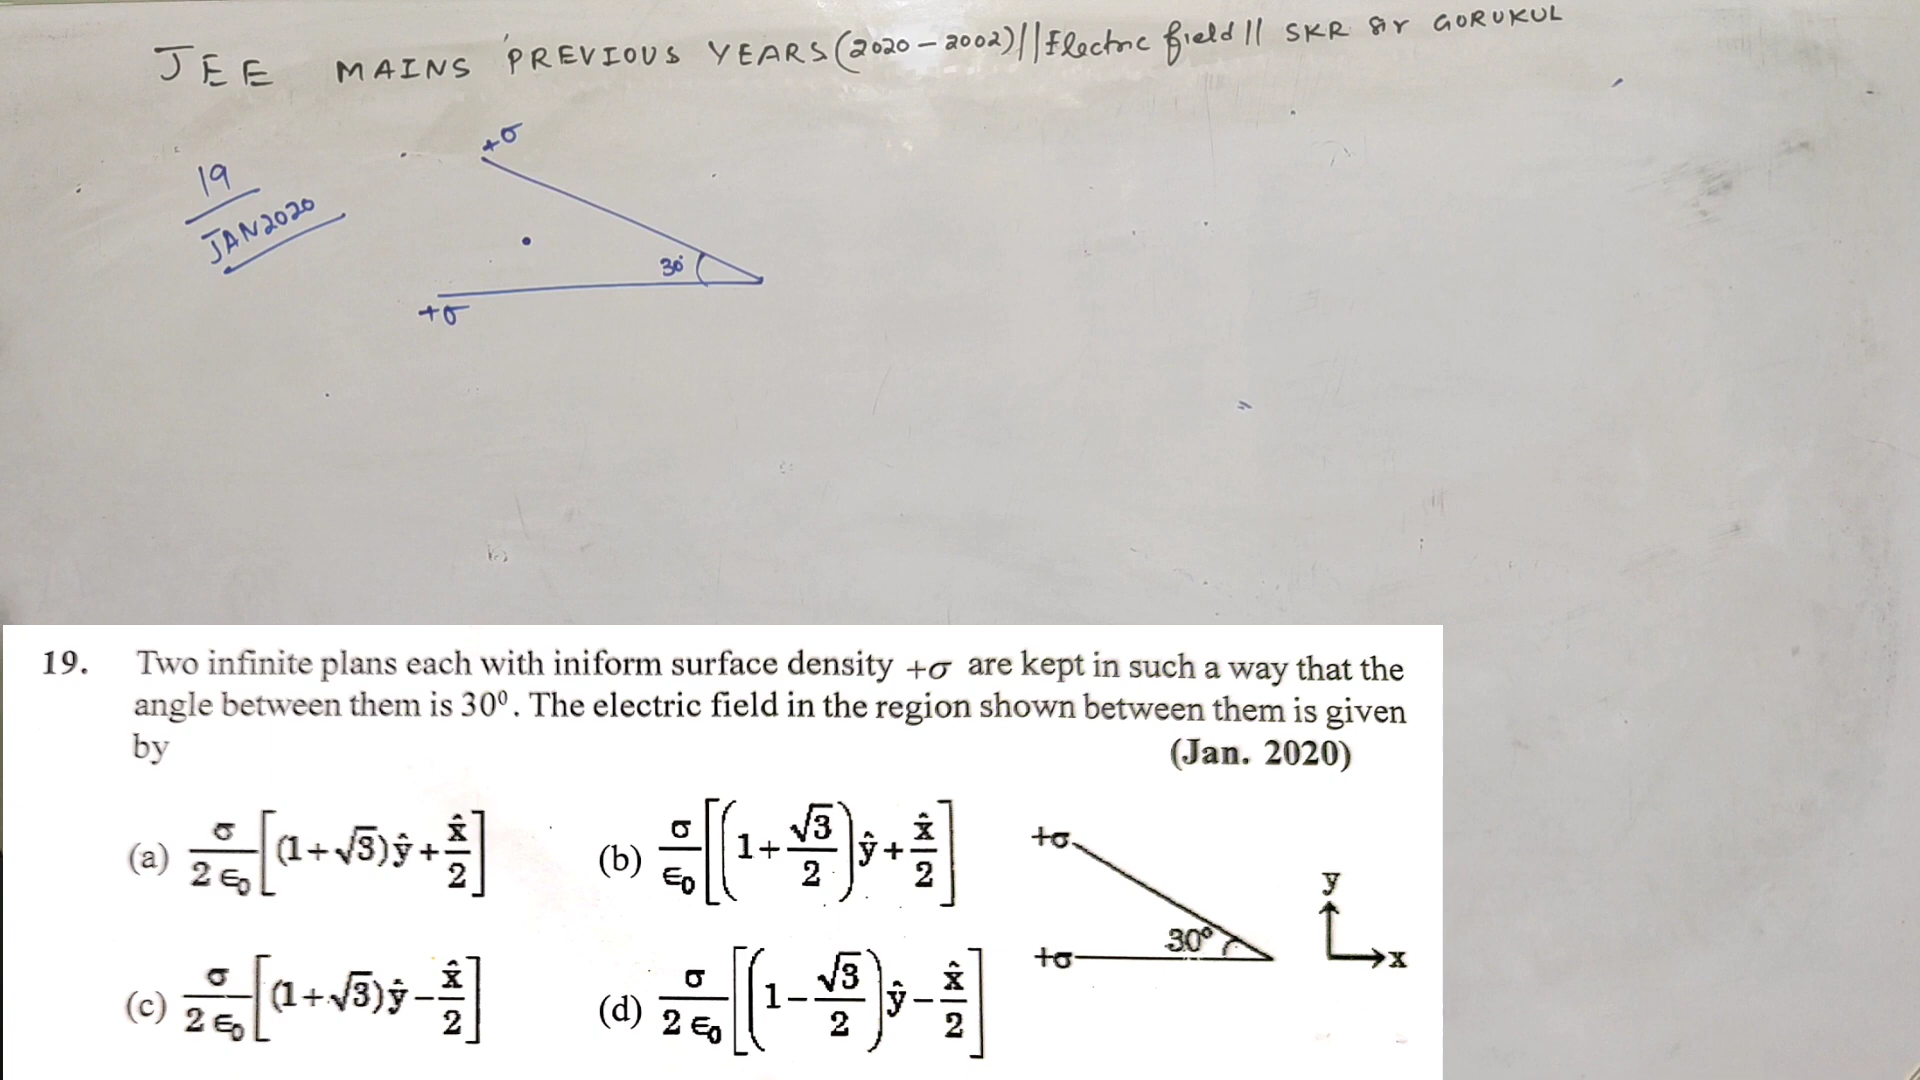 JEE MAINS PREVIOUS YEARS (2020-2002)||Electric field|| SKR Sir GORUKUL
19
JAN2020
+σ
30°
+σ
19. Two infinite plans each with iniform surface density +σ are kept in such a way that the
angle between them is 30⁰. The electric field in the region shown between them is given
by (Jan. 2020)
(a) σ/2∈₀[(1+√3)ŷ+x̂/2] (b) σ/∈₀[(1+√3/2)ŷ+x̂/2]
(c) σ/2∈₀[(1+√3)ŷ-x̂/2] (d) σ/2∈₀[(1-√3/2)ŷ-x̂/2]
+σ
y
30°
+σ
x